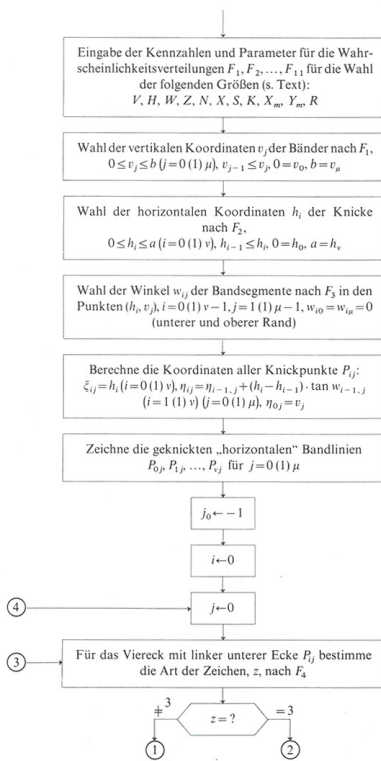 Eingabe der Kennzahlen und Parameter für die Wahr-
scheinlichkeitsverteilungen F₁, F₂, ..., F₁₁ für die Wahl
der folgenden Größen (s. Text):
V, H, W, Z, N, X, S, K, Xₘ, Yₘ, R
Wahl der vertikalen Koordinaten vⱼ der Bänder nach F₁,
0≤vⱼ≤b (j=0 (1) μ), vⱼ₋₁≤vⱼ, 0=v₀, b=v_μ
Wahl der horizontalen Koordinaten hᵢ der Knicke
nach F₂,
0≤hᵢ≤a (i=0 (1) ν), hᵢ₋₁≤hᵢ, 0=h₀, a=h_ν
Wahl der Winkel wᵢⱼ der Bandsegmente nach F₃ in den
Punkten (hᵢ, vⱼ), i=0 (1) ν−1, j=1 (1) μ−1, wᵢ₀=w_{iμ}=0
(unterer und oberer Rand)
Berechne die Koordinaten aller Knickpunkte Pᵢⱼ:
ξᵢⱼ=hᵢ (i=0 (1) ν), ηᵢⱼ=ηᵢ₋₁,ⱼ+(hᵢ−hᵢ₋₁)·tan wᵢ₋₁,ⱼ
(i=1 (1) ν) (j=0 (1) μ), η₀ⱼ=vⱼ
Zeichne die geknickten „horizontalen" Bandlinien
P₀ⱼ, P₁ⱼ, ..., P_{νj} für j=0 (1) μ
j₀←−1
i←0
④
j←0
③
Für das Viereck mit linker unterer Ecke Pᵢⱼ bestimme
die Art der Zeichen, z, nach F₄
≠3
z=?
=3
①
②